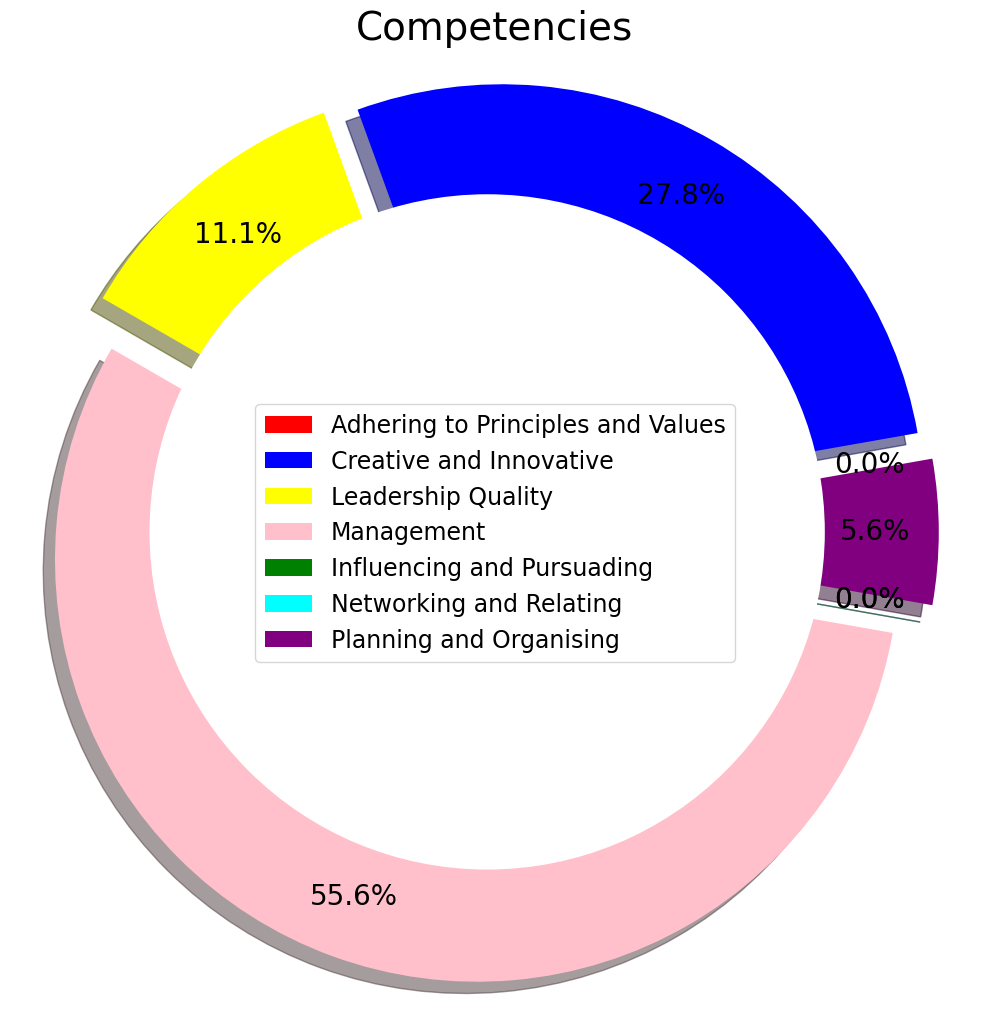 Competencies
27.8%
11.1%
0.0%
5.6%
0.0%
55.6%
Adhering to Principles and Values
Creative and Innovative
Leadership Quality
Management
Influencing and Pursuading
Networking and Relating
Planning and Organising